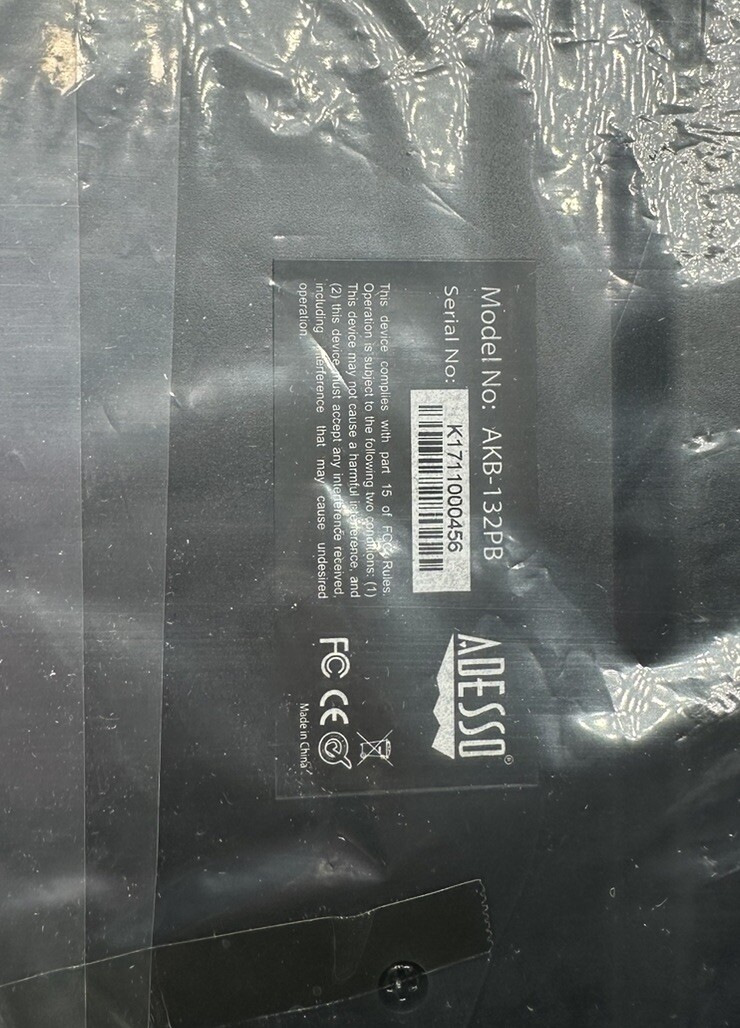 Model No: AKB-132PB
Serial No:
K1711000456
ADESSO®
This device complies with part 15 of FCC Rules.
Operation is subject to the following two conditions: (1)
This device may not cause a harmful interference, and
(2) this device must accept any interference received,
including interference that may cause undesired
operation
FC CE
Made in China